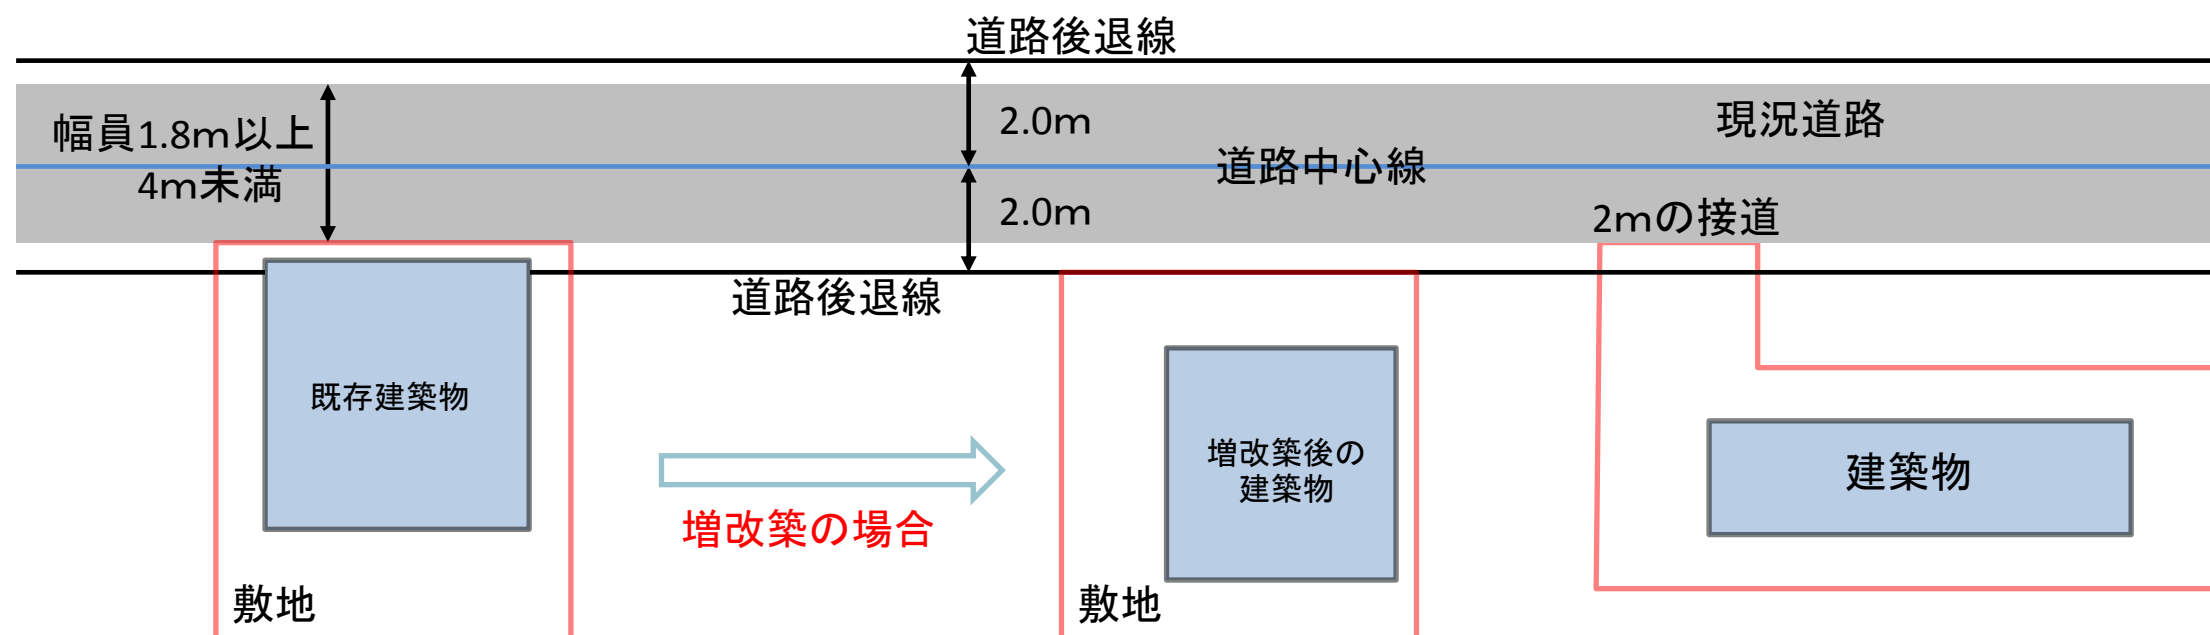 道路後退線
幅員1.8m以上
4m未満
2.0m
現況道路
道路中心線
2.0m
2mの接道
道路後退線
既存建築物
増改築後の
建築物
建築物
増改築の場合
敷地
敷地